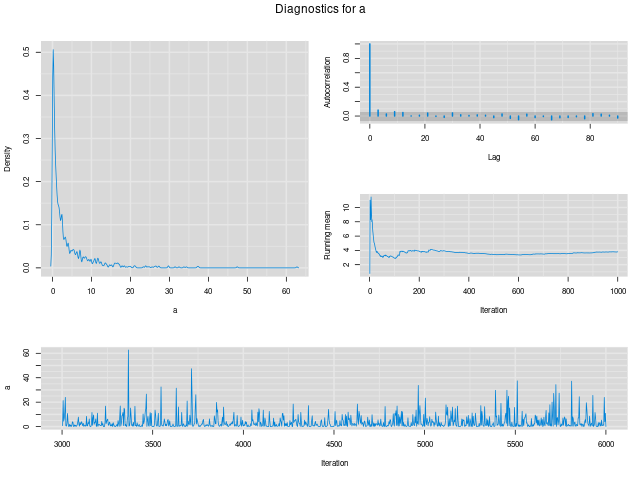 Diagnostics for a
Density
0.0 0.1 0.2 0.3 0.4 0.5
0 10 20 30 40 50 60
a
Autocorrelation
0.0 0.4 0.8
0 20 40 60 80
Lag
Running mean
2 4 6 8 10
0 200 400 600 800 1000
Iteration
a
0 20 40 60
3000 3500 4000 4500 5000 5500 6000
Iteration